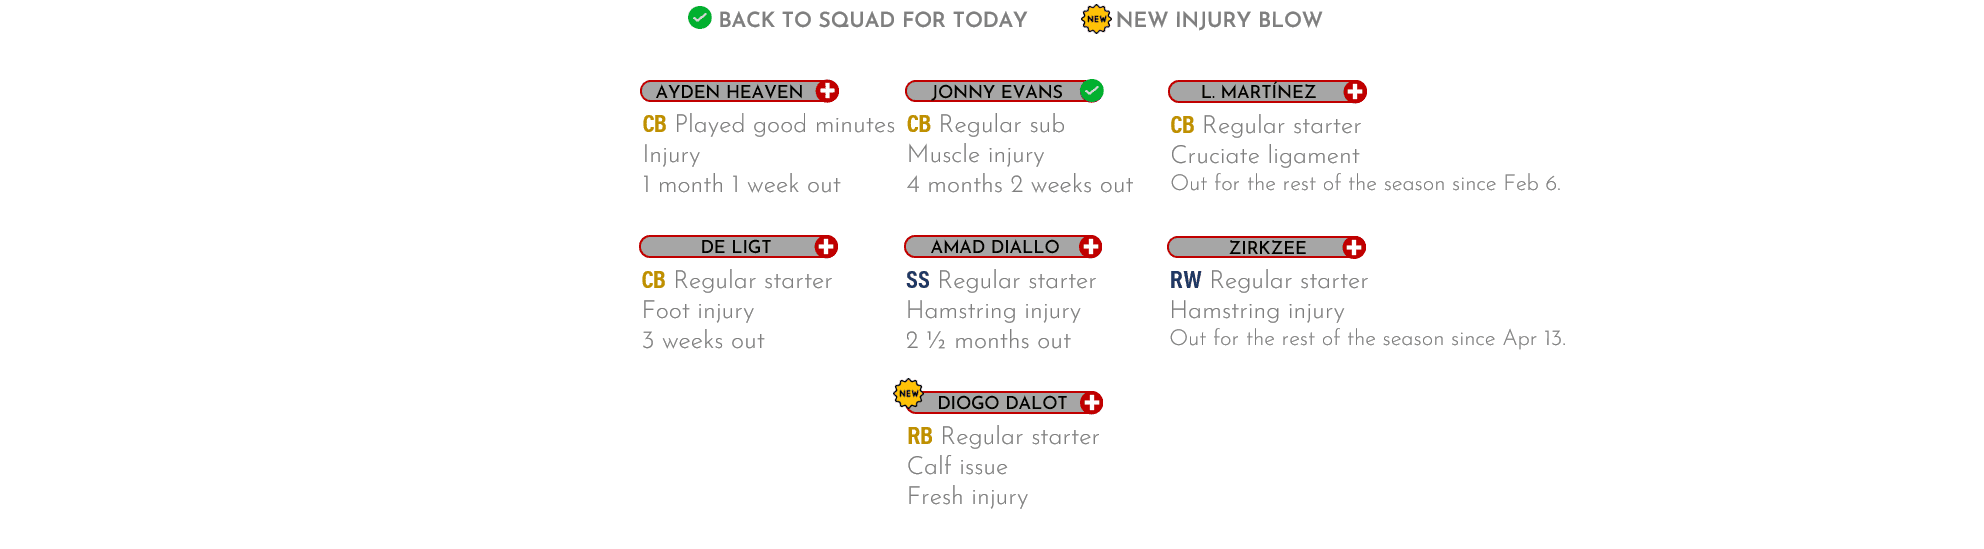 BACK TO SQUAD FOR TODAY
NEW NEW INJURY BLOW
AYDEN HEAVEN
CB Played good minutes
Injury
1 month 1 week out
JONNY EVANS
CB Regular sub
Muscle injury
4 months 2 weeks out
L. MARTÍNEZ
CB Regular starter
Cruciate ligament
Out for the rest of the season since Feb 6.
DE LIGT
CB Regular starter
Foot injury
3 weeks out
AMAD DIALLO
SS Regular starter
Hamstring injury
2 ½ months out
ZIRKZEE
RW Regular starter
Hamstring injury
Out for the rest of the season since Apr 13.
NEW
DIOGO DALOT
RB Regular starter
Calf issue
Fresh injury